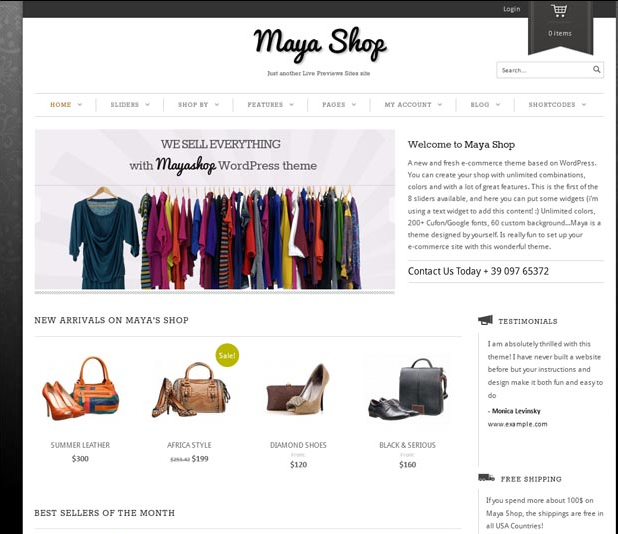 Login
0 items
Maya Shop
Just another Live Previews Sites site
Search...
HOME
SLIDERS
SHOP BY
FEATURES
PAGES
MY ACCOUNT
BLOG
SHORTCODES
WE SELL EVERYTHING
with Mayashop WordPress theme
Welcome to Maya Shop
A new and fresh e-commerce theme based on WordPress.
You can create your shop with unlimited combinations,
colors and with a lot of great features. This is the first of the
8 sliders available, and here you can put some widgets (i'm
using a text widget to add this content! :) Unlimited colors,
200+ Cufon/Google fonts, 60 custom background...Maya is a
theme designed by yourself. Is really fun to set up your
e-commerce site with this wonderful theme.
Contact Us Today + 39 097 65372
NEW ARRIVALS ON MAYA'S SHOP
Sale!
SUMMER LEATHER
$300
AFRICA STYLE
$199
DIAMOND SHOES
$120
BLACK & SERIOUS
$160
BEST SELLERS OF THE MONTH
TESTIMONIALS
I am absolutely thrilled with this
theme! I have never built a website
before but your instructions and
design make it both fun and easy to
do
- Monica Levinsky
www.example.com
FREE SHIPPING
If you spend more about 100$ on
Maya Shop, the shippings are free in
all USA Countries!